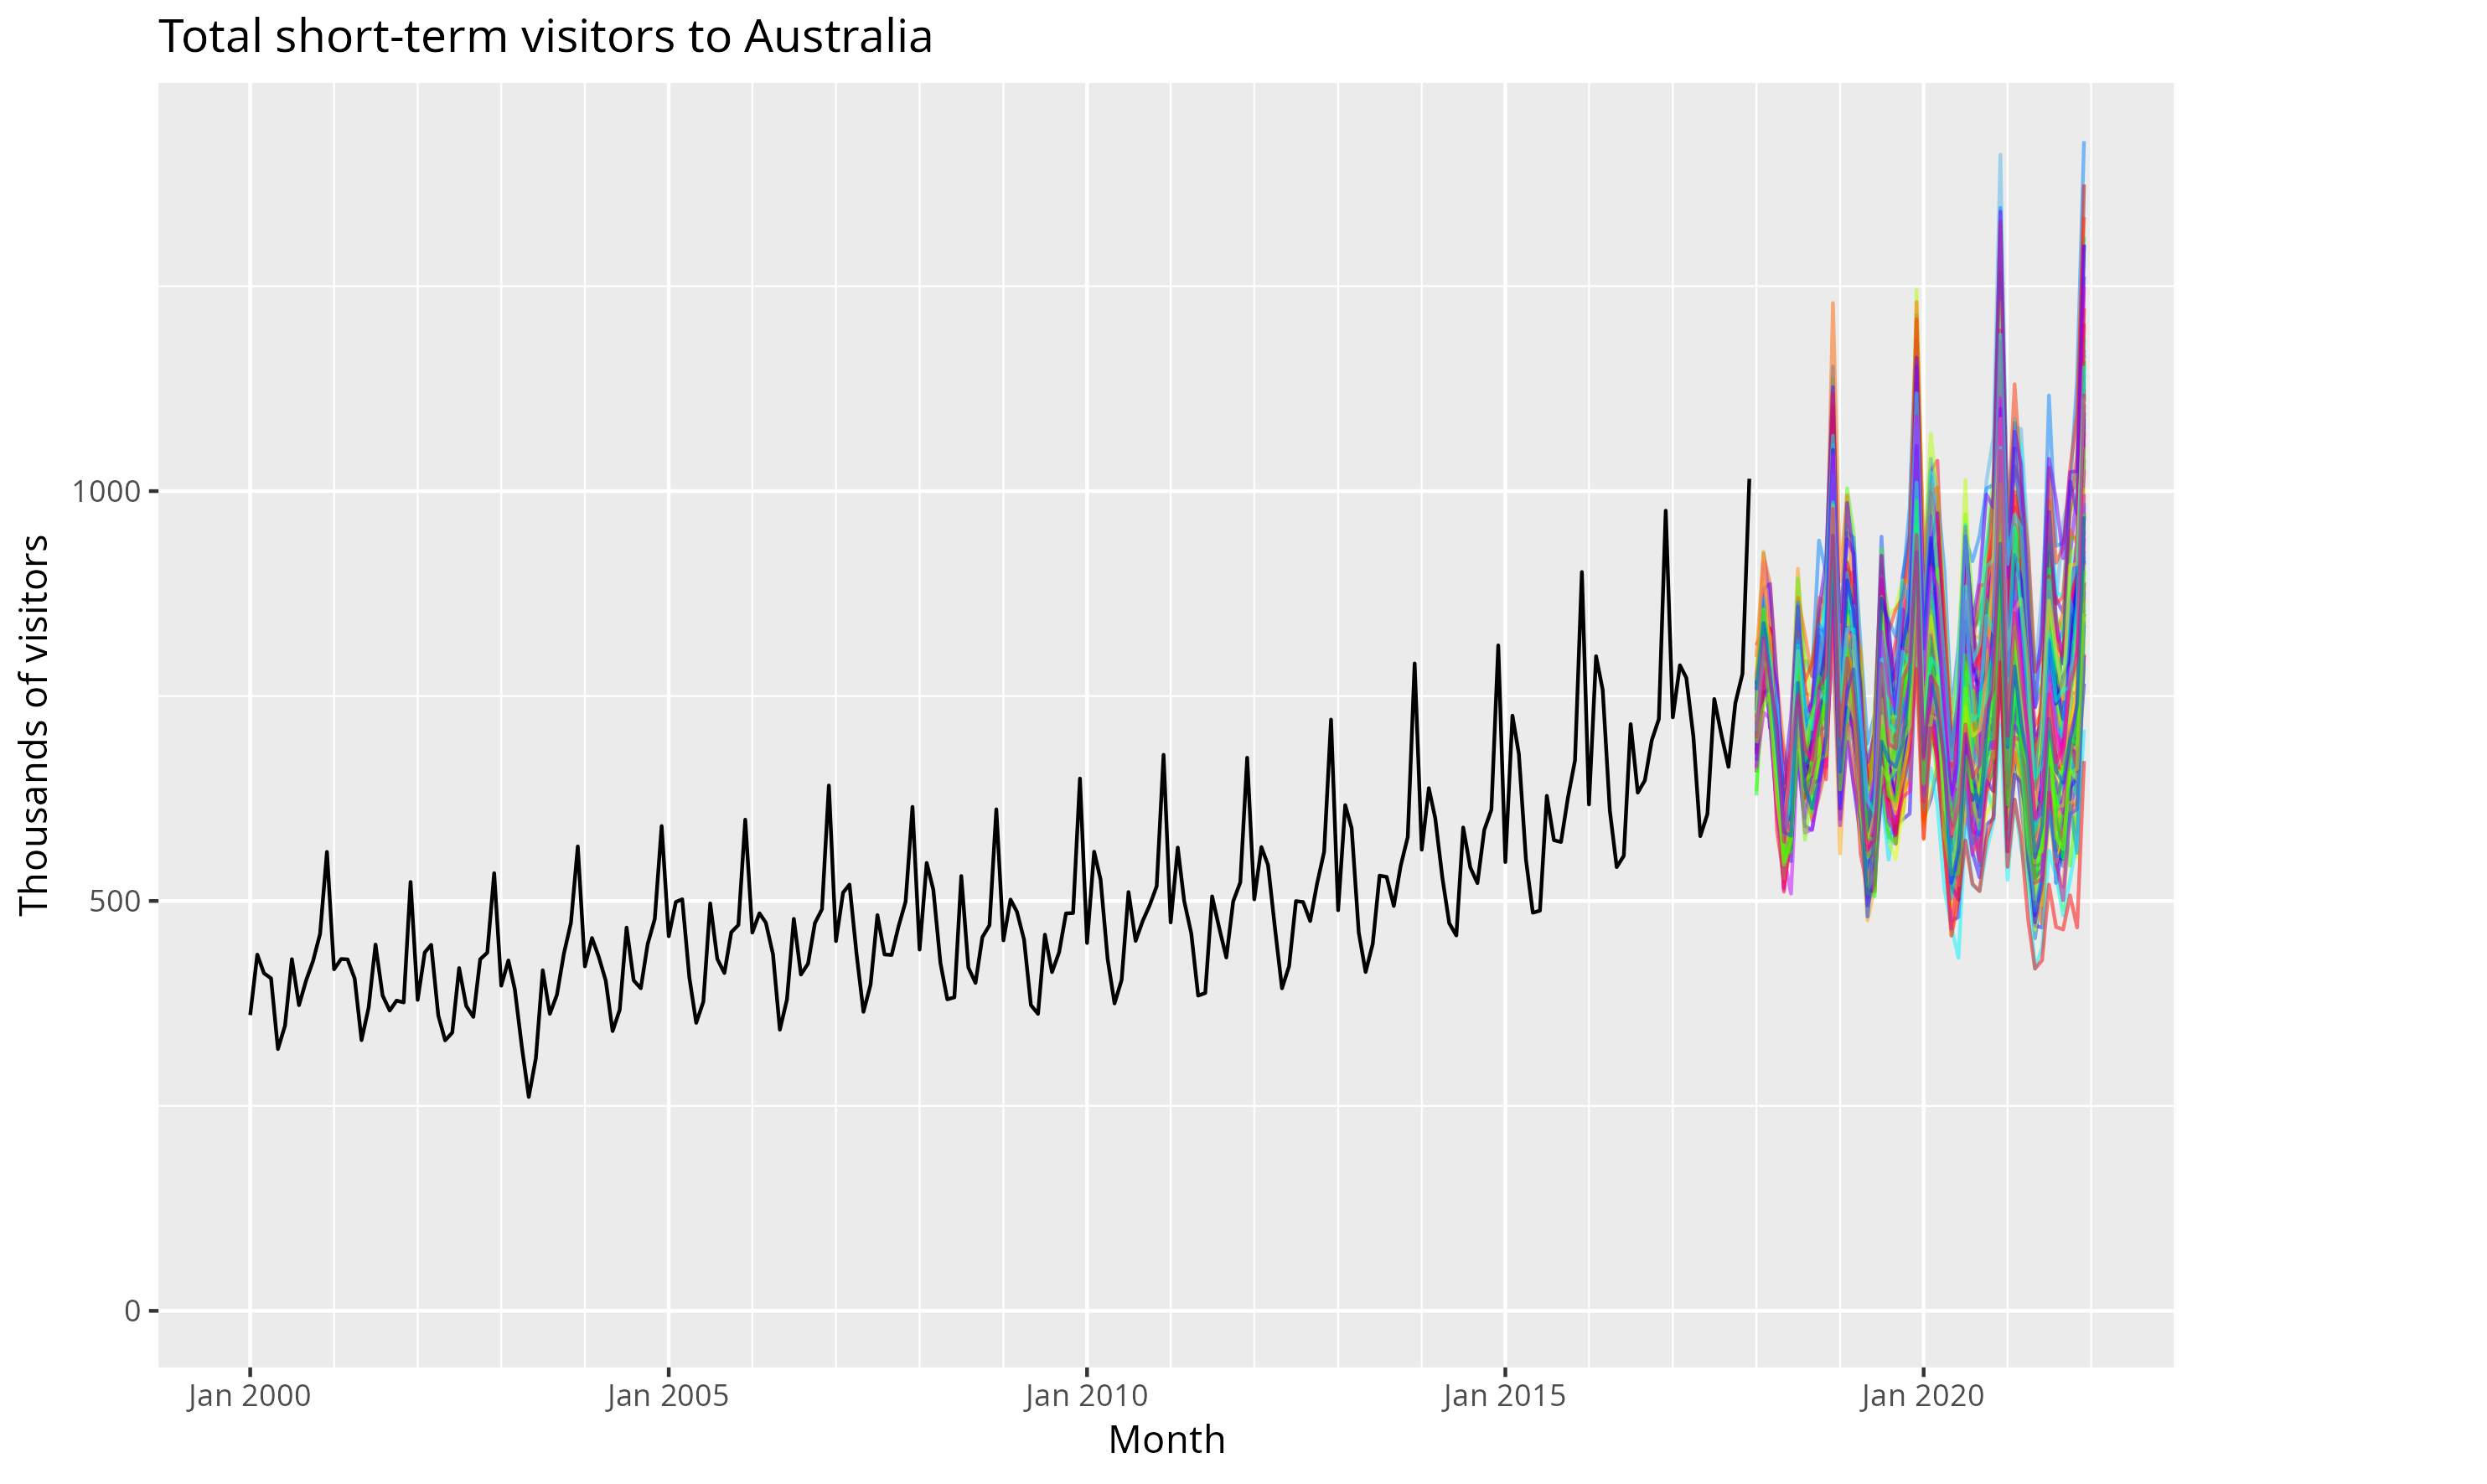 Total short-term visitors to Australia
Thousands of visitors
1000
500
0
Jan 2000
Jan 2005
Jan 2010
Jan 2015
Jan 2020
Month